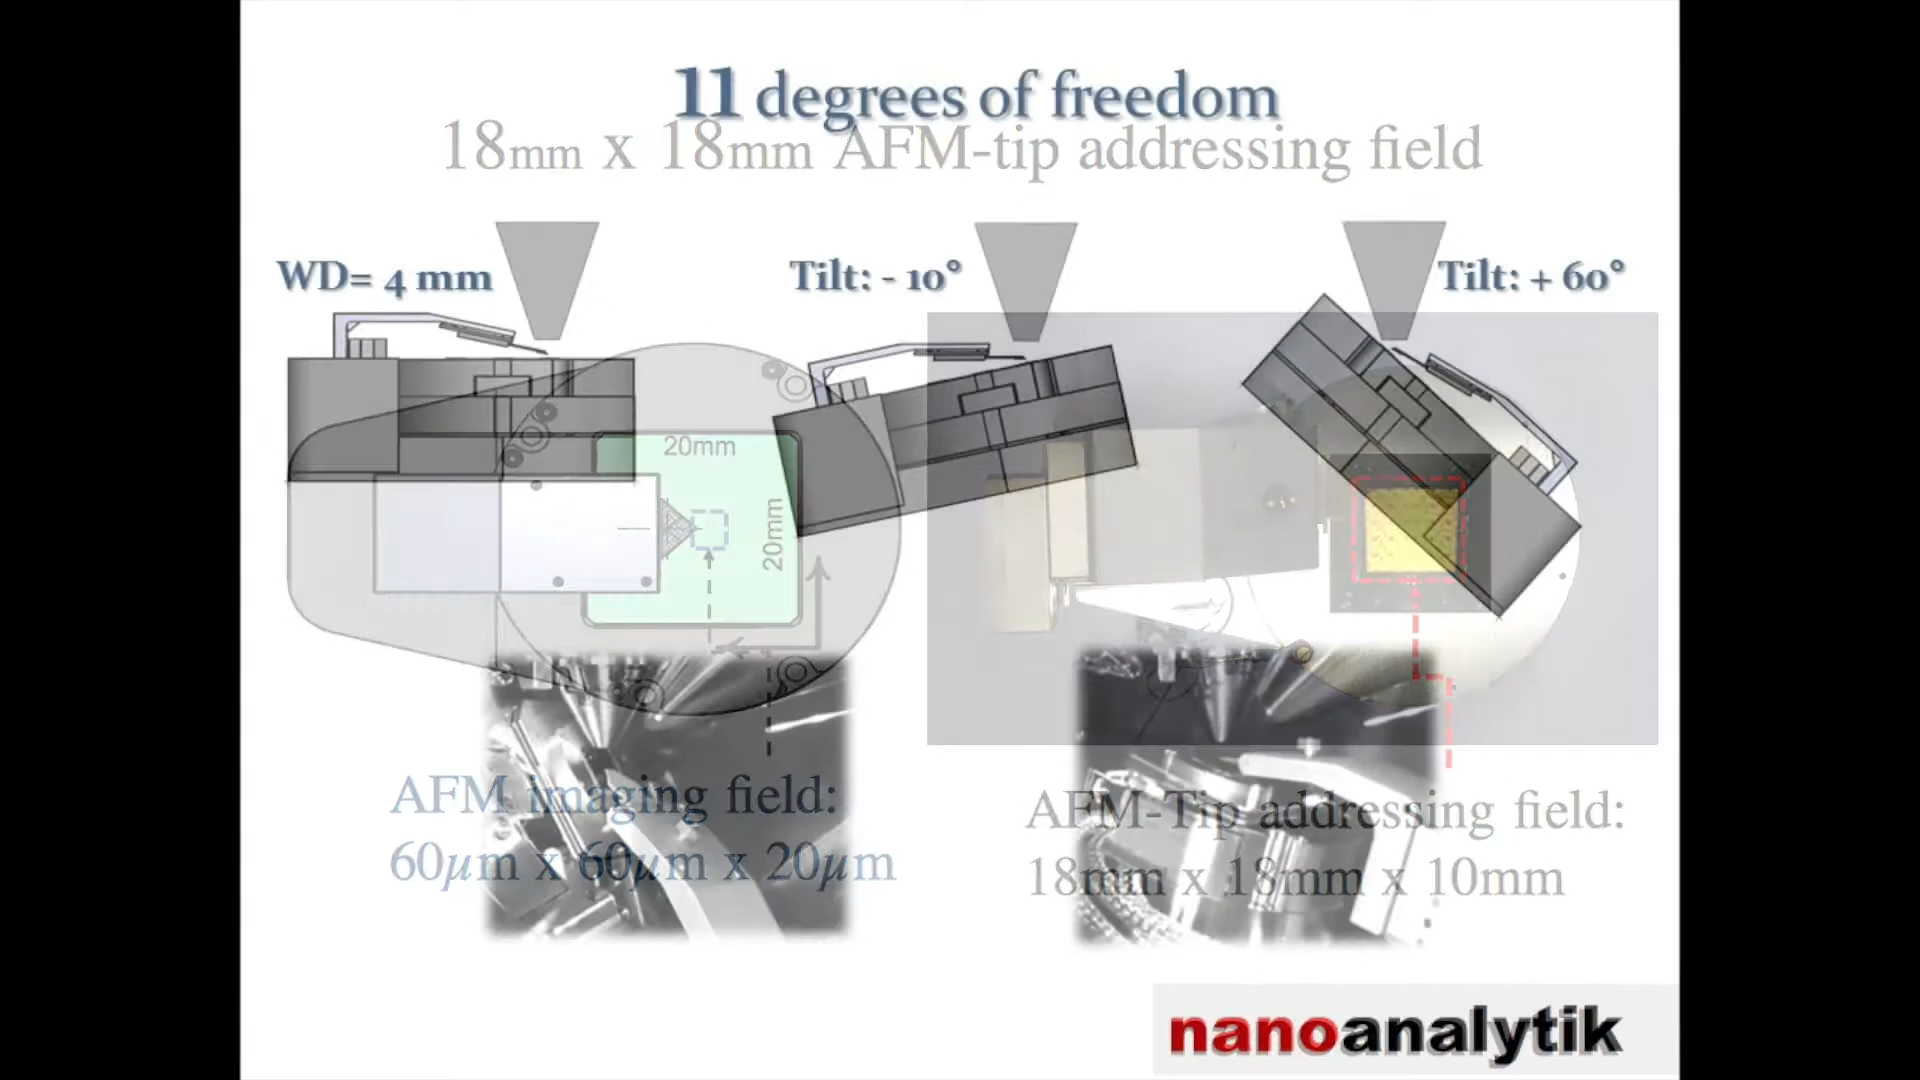 11 degrees of freedom
18mm x 18mm AFM-tip addressing field
WD= 4 mm
Tilt: - 10°
Tilt: + 60°
20mm
20mm
AFM imaging field:
60µm x 60µm x 20µm
AFM-Tip addressing field:
18mm x 18mm x 10mm
nanoanalytik